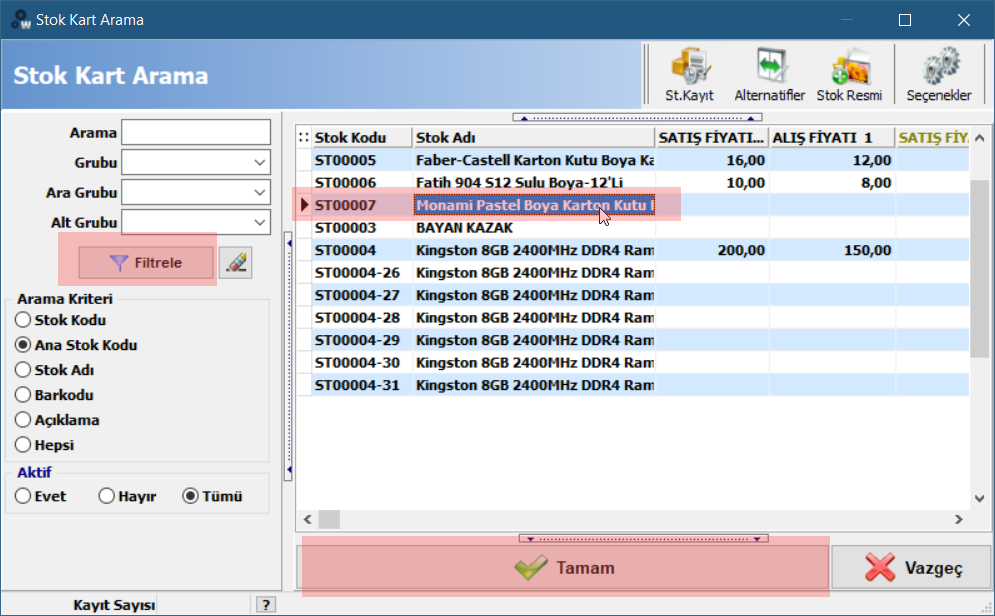 Stok Kart Arama
Stok Kart Arama
St.Kayıt Alternatifler Stok Resmi Seçenekler
Arama
Grubu
Ara Grubu
Alt Grubu
Filtrele
Arama Kriteri
Stok Kodu
Ana Stok Kodu
Stok Adı
Barkodu
Açıklama
Hepsi
Aktif
Evet Hayır Tümü
Stok Kodu Stok Adı SATIŞ FİYATI... ALIŞ FİYATI 1 SATIŞ FİY
ST00005 Faber-Castell Karton Kutu Boya Ka 16,00 12,00
ST00006 Fatih 904 S12 Sulu Boya-12'Li 10,00 8,00
ST00007 Monami Pastel Boya Karton Kutu
ST00003 BAYAN KAZAK
ST00004 Kingston 8GB 2400MHz DDR4 Ram 200,00 150,00
ST00004-26 Kingston 8GB 2400MHz DDR4 Ram
ST00004-27 Kingston 8GB 2400MHz DDR4 Ram
ST00004-28 Kingston 8GB 2400MHz DDR4 Ram
ST00004-29 Kingston 8GB 2400MHz DDR4 Ram
ST00004-30 Kingston 8GB 2400MHz DDR4 Ram
ST00004-31 Kingston 8GB 2400MHz DDR4 Ram
Tamam Vazgeç
Kayıt Sayısı ?